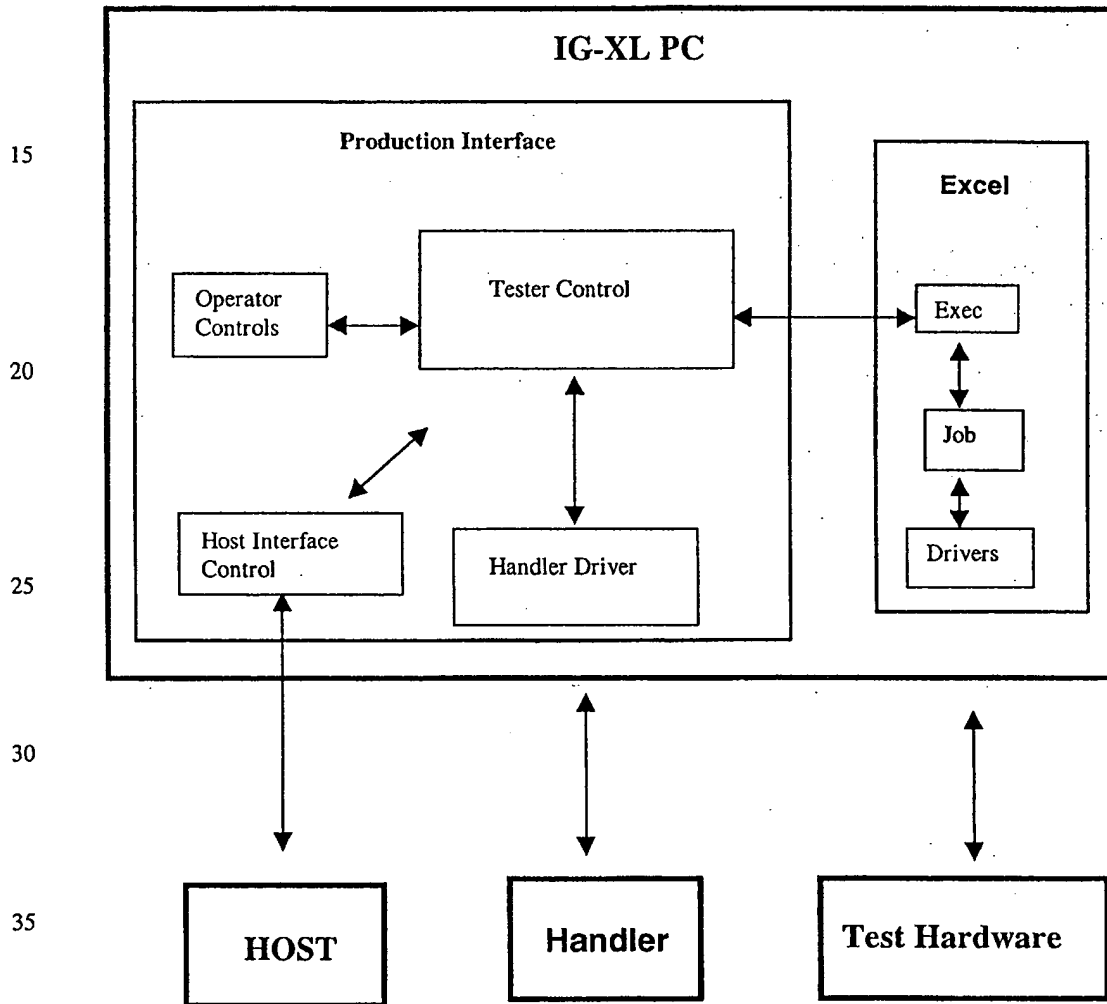 IG-XL PC
Production Interface
15
Excel
Operator
Controls
Tester Control
Exec
20
Job
Host Interface
Control
Handler Driver
Drivers
25
30
35
HOST
Handler
Test Hardware